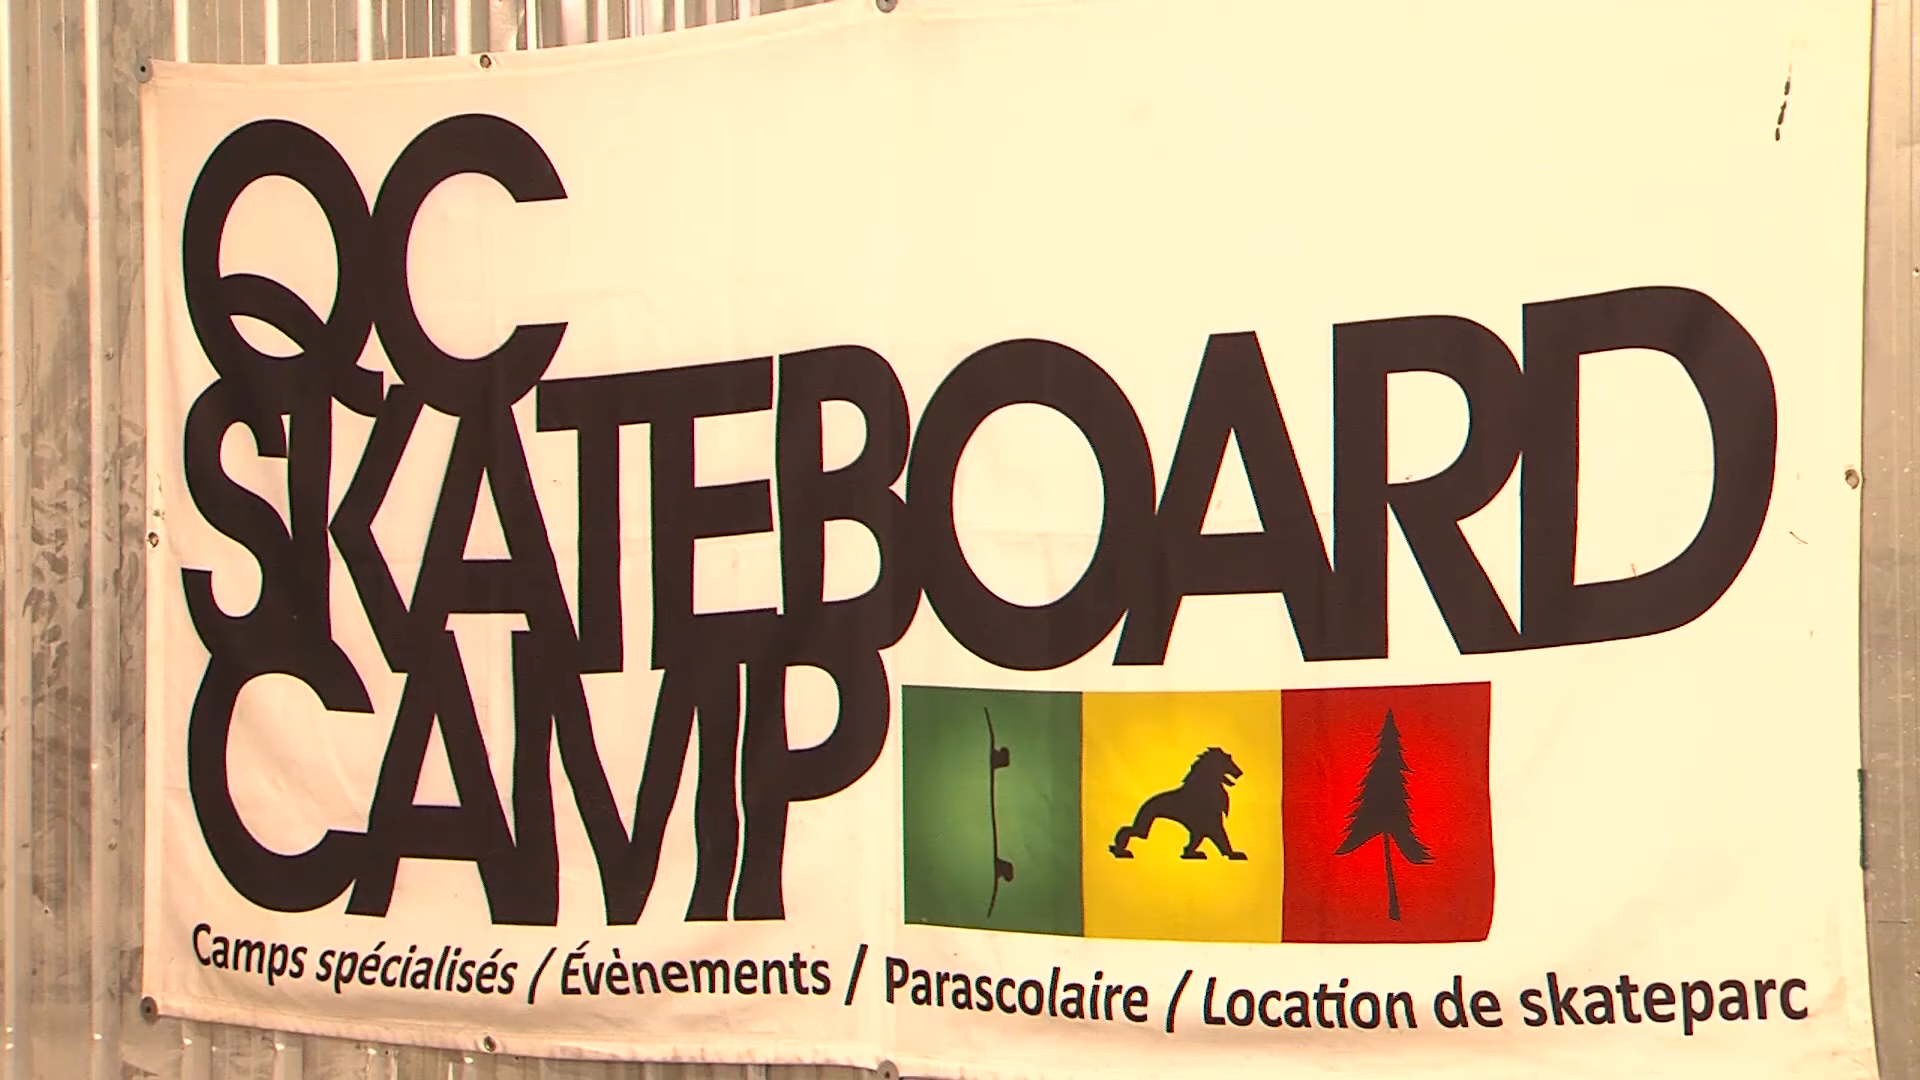 QC
SKATEBOARD
CAMP
Camps spécialisés / Évènements / Parascolaire / Location de skateparc